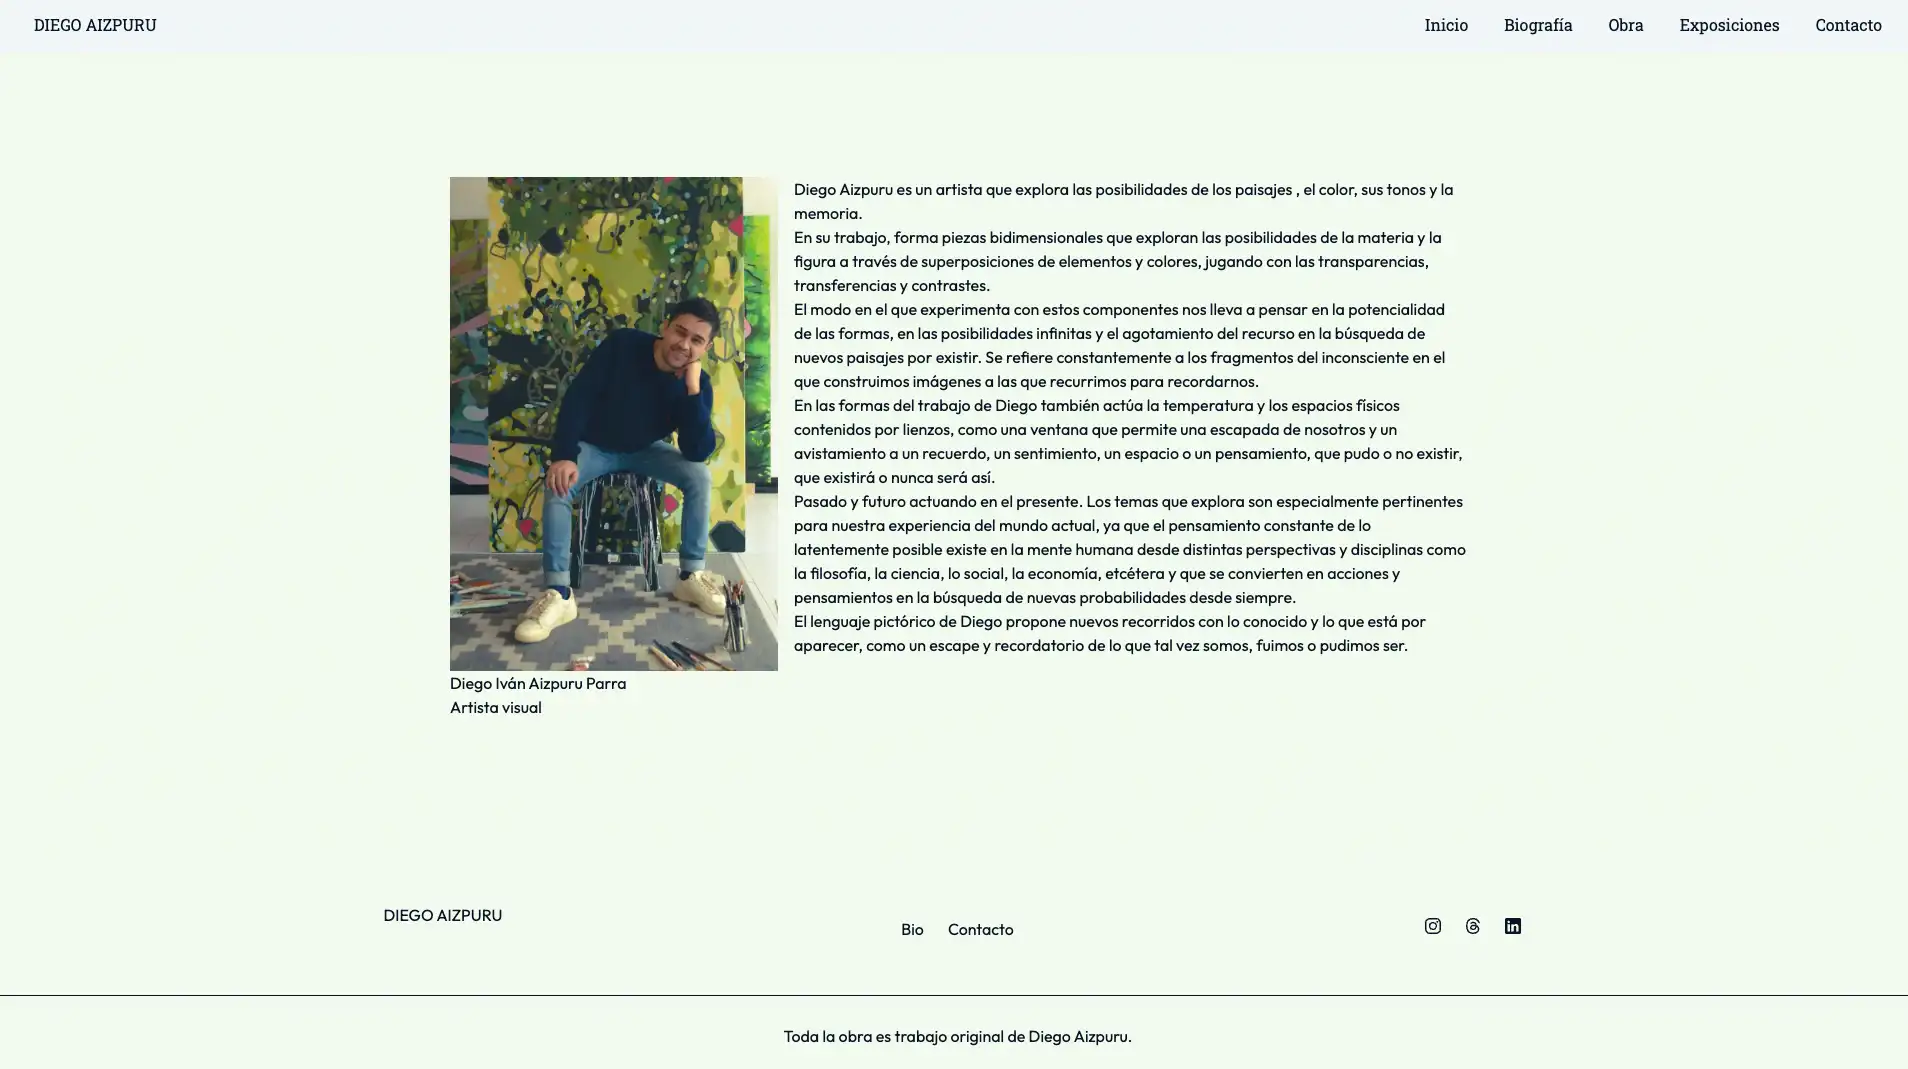 DIEGO AIZPURU
Inicio
Biografía
Obra
Exposiciones
Contacto
Diego Aizpuru es un artista que explora las posibilidades de los paisajes , el color, sus tonos y la
memoria.
En su trabajo, forma piezas bidimensionales que exploran las posibilidades de la materia y la
figura a través de superposiciones de elementos y colores, jugando con las transparencias,
transferencias y contrastes.
El modo en el que experimenta con estos componentes nos lleva a pensar en la potencialidad
de las formas, en las posibilidades infinitas y el agotamiento del recurso en la búsqueda de
nuevos paisajes por existir. Se refiere constantemente a los fragmentos del inconsciente en el
que construimos imágenes a las que recurrimos para recordarnos.
En las formas del trabajo de Diego también actúa la temperatura y los espacios físicos
contenidos por lienzos, como una ventana que permite una escapada de nosotros y un
avistamiento a un recuerdo, un sentimiento, un espacio o un pensamiento, que pudo o no existir,
que existirá o nunca será así.
Pasado y futuro actuando en el presente. Los temas que explora son especialmente pertinentes
para nuestra experiencia del mundo actual, ya que el pensamiento constante de lo
latentemente posible existe en la mente humana desde distintas perspectivas y disciplinas como
la filosofía, la ciencia, lo social, la economía, etcétera y que se convierten en acciones y
pensamientos en la búsqueda de nuevas probabilidades desde siempre.
El lenguaje pictórico de Diego propone nuevos recorridos con lo conocido y lo que está por
aparecer, como un escape y recordatorio de lo que tal vez somos, fuimos o pudimos ser.
Diego Iván Aizpuru Parra
Artista visual
DIEGO AIZPURU
Bio
Contacto
Toda la obra es trabajo original de Diego Aizpuru.